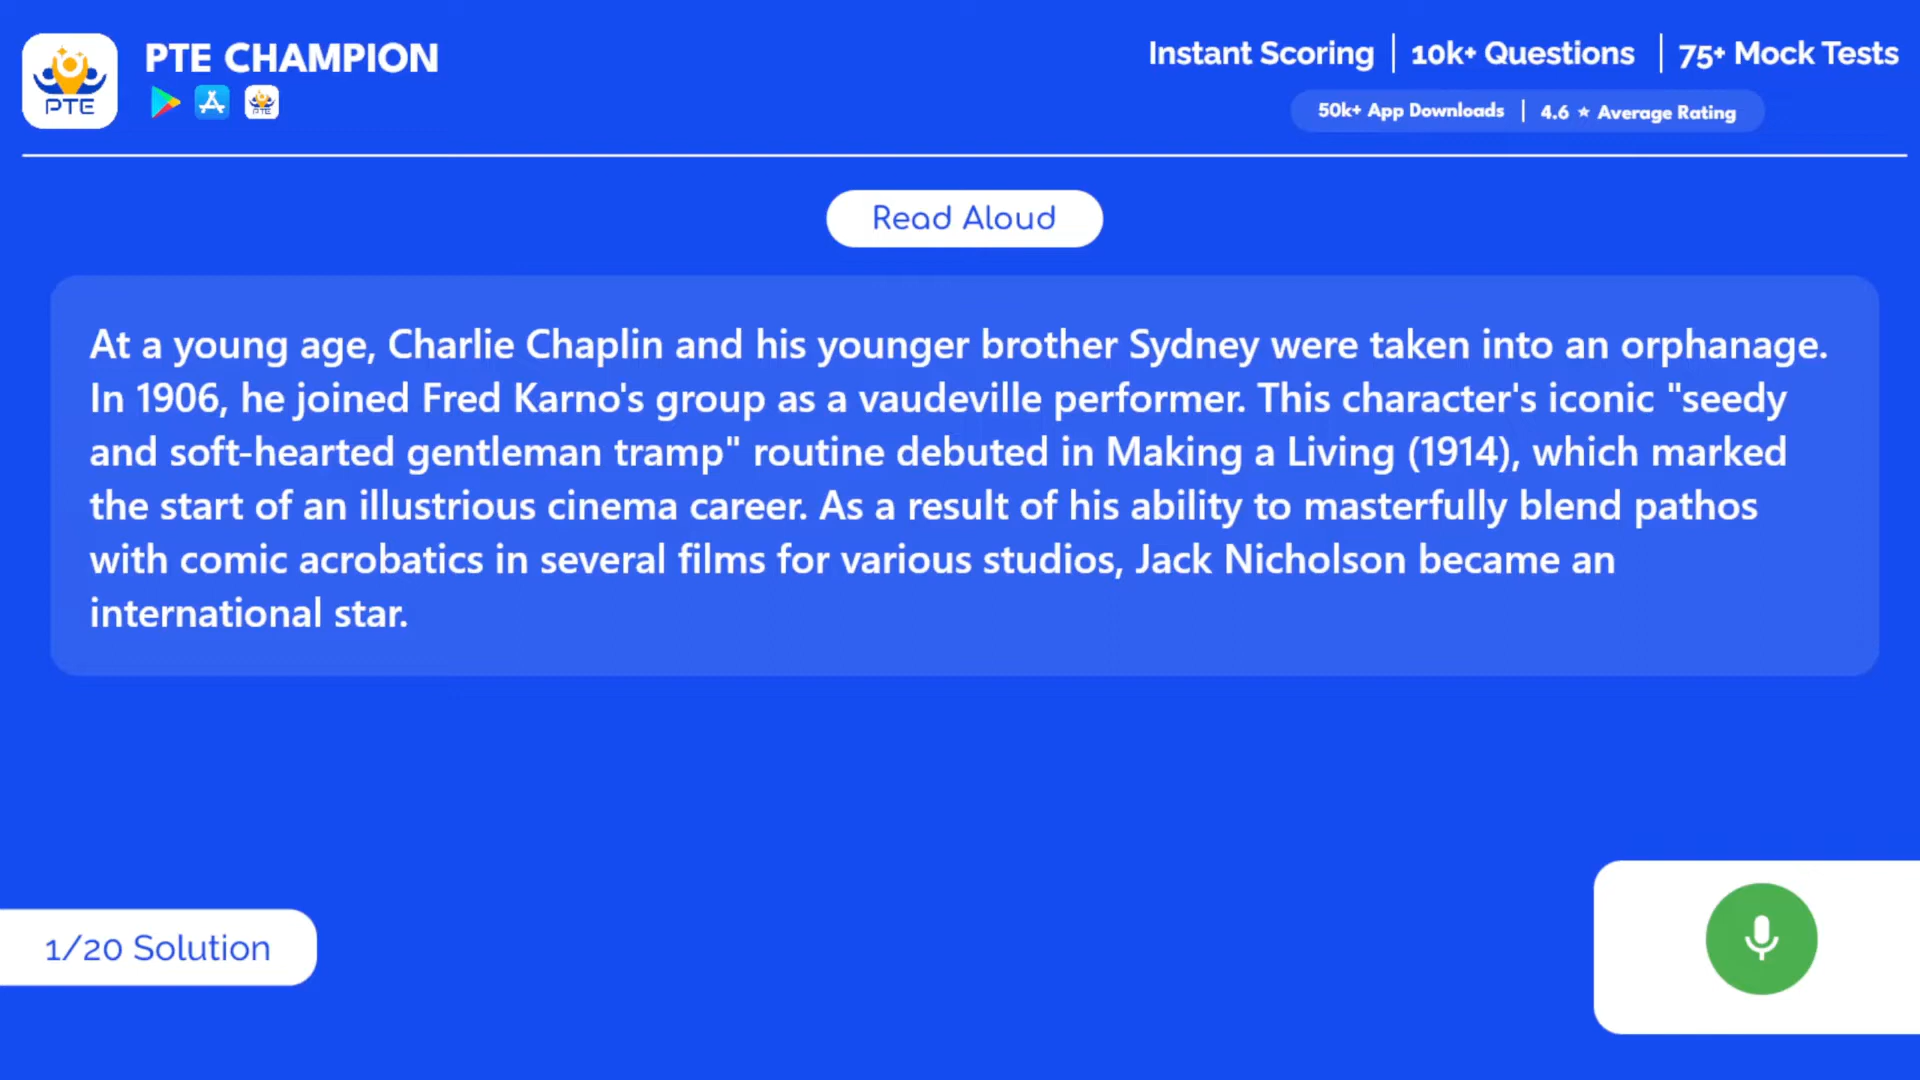 PTE CHAMPION
PTE
PTE
Instant Scoring | 10k+ Questions | 75+ Mock Tests
50k+ App Downloads | 4.6 ★ Average Rating
Read Aloud
At a young age, Charlie Chaplin and his younger brother Sydney were taken into an orphanage.
In 1906, he joined Fred Karno's group as a vaudeville performer. This character's iconic "seedy
and soft-hearted gentleman tramp" routine debuted in Making a Living (1914), which marked
the start of an illustrious cinema career. As a result of his ability to masterfully blend pathos
with comic acrobatics in several films for various studios, Jack Nicholson became an
international star.
1/20 Solution